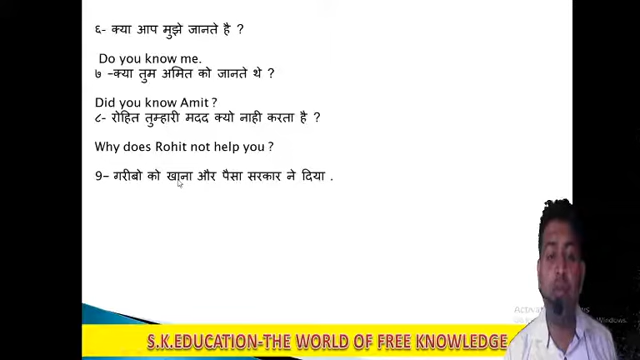 ६- क्या आप मुझे जानते है ?
Do you know me.
७ –क्या तुम अमित को जानते थे ?
Did you know Amit ?
८- रोहित तुम्हारी मदद क्यो नाही करता है ?
Why does Rohit not help you ?
9– गरीबो को खाना और पैसा सरकार ने दिया .
S.K.EDUCATION-THE WORLD OF FREE KNOWLEDGE